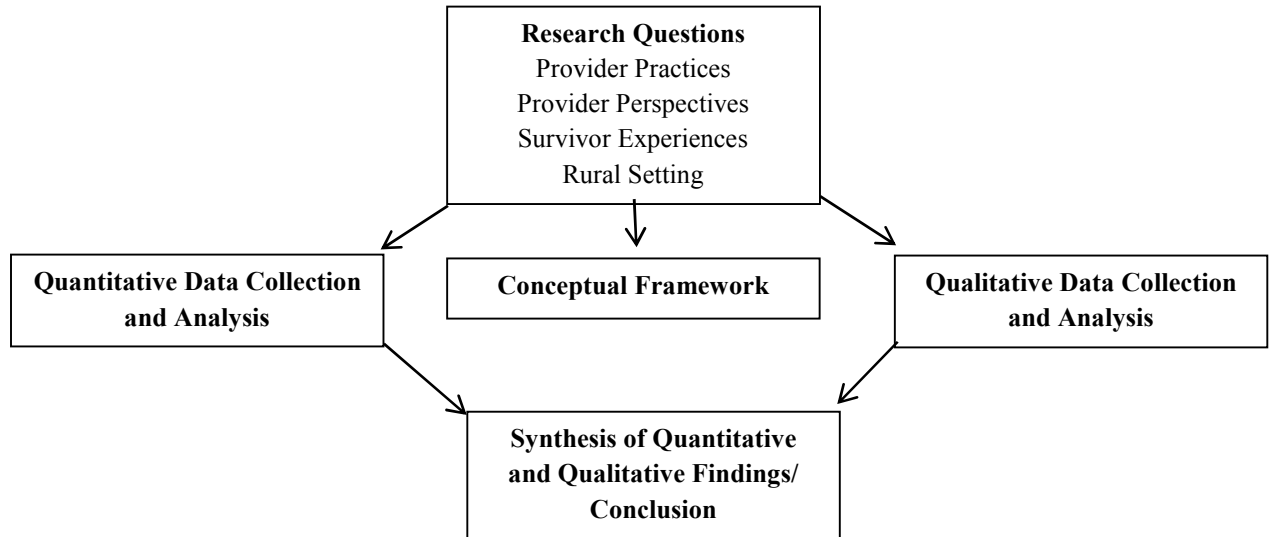 Research Questions
Provider Practices
Provider Perspectives
Survivor Experiences
Rural Setting
Quantitative Data Collection
and Analysis
Conceptual Framework
Qualitative Data Collection
and Analysis
Synthesis of Quantitative
and Qualitative Findings/
Conclusion